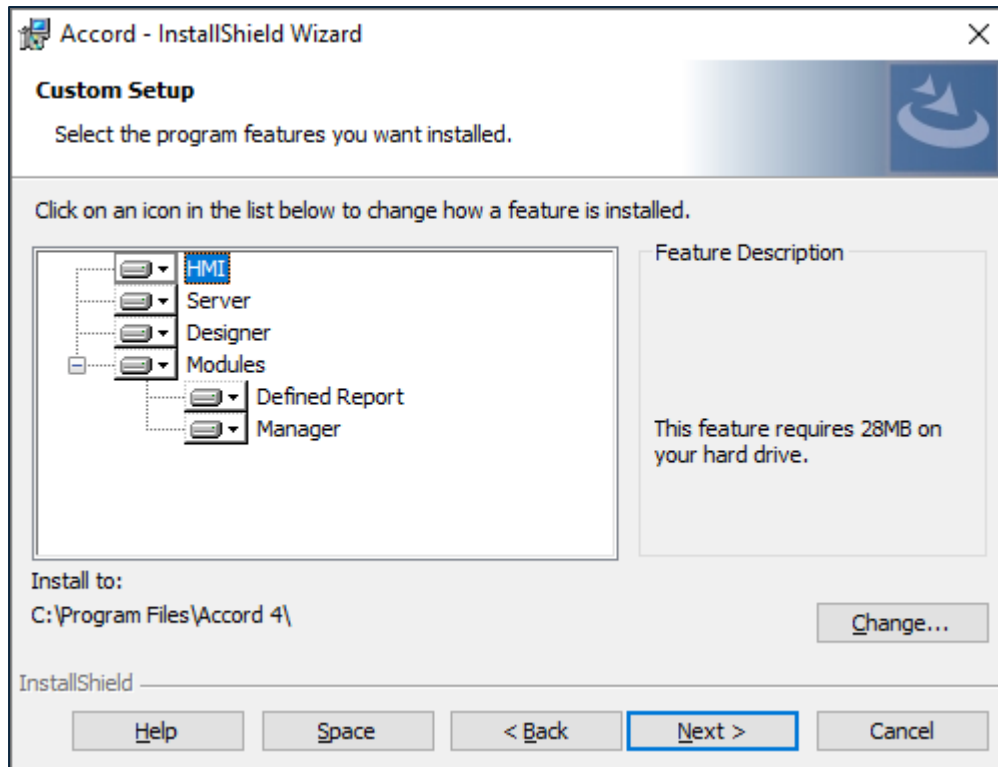 Accord - InstallShield Wizard
Custom Setup
Select the program features you want installed.
Click on an icon in the list below to change how a feature is installed.
HMI
Server
Designer
Modules
Defined Report
Manager
Feature Description
This feature requires 28MB on
your hard drive.
Install to:
C:\Program Files\Accord 4\
Change...
InstallShield
Help
Space
< Back
Next >
Cancel